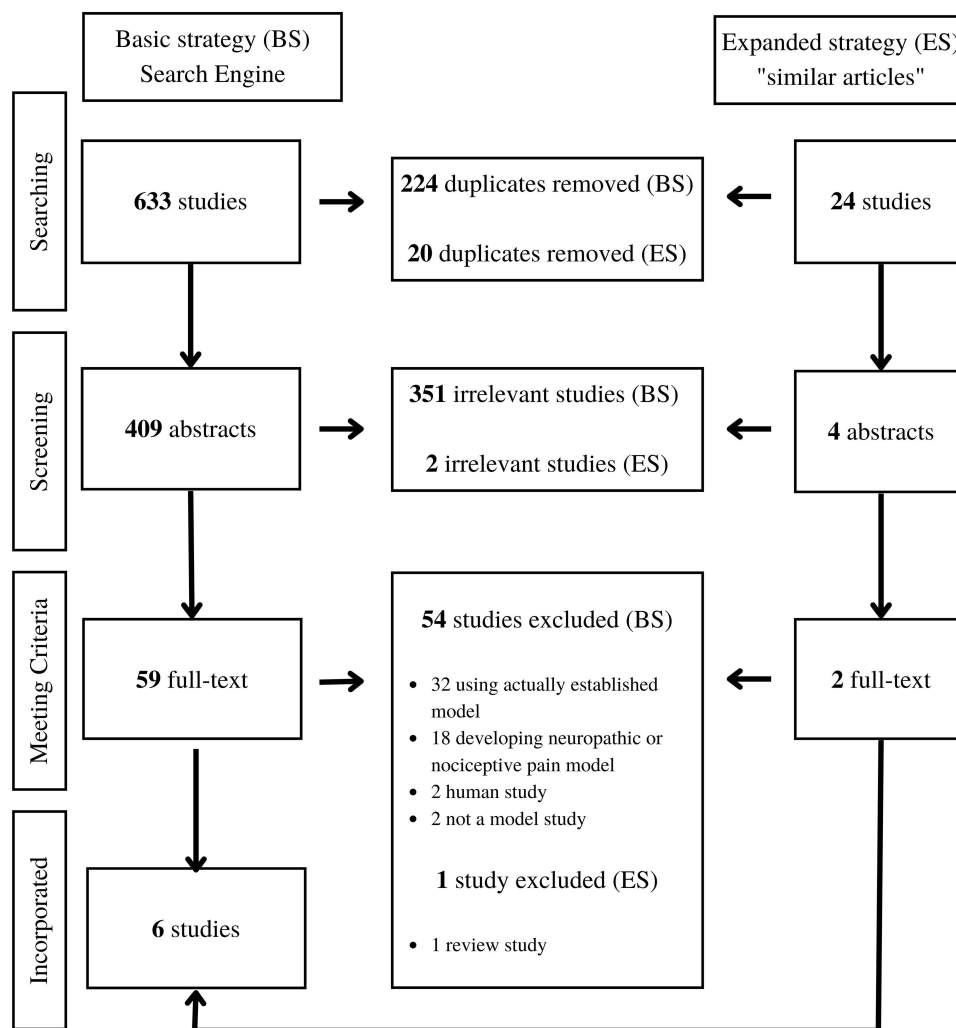 Basic strategy (BS)
Search Engine
Expanded strategy (ES)
"similar articles"
Searching
633 studies
224 duplicates removed (BS)
20 duplicates removed (ES)
24 studies
Screening
409 abstracts
351 irrelevant studies (BS)
2 irrelevant studies (ES)
4 abstracts
Meeting Criteria
59 full-text
54 studies excluded (BS)
• 32 using actually established
model
• 18 developing neuropathic or
nociceptive pain model
• 2 human study
• 2 not a model study
1 study excluded (ES)
• 1 review study
2 full-text
Incorporated
6 studies